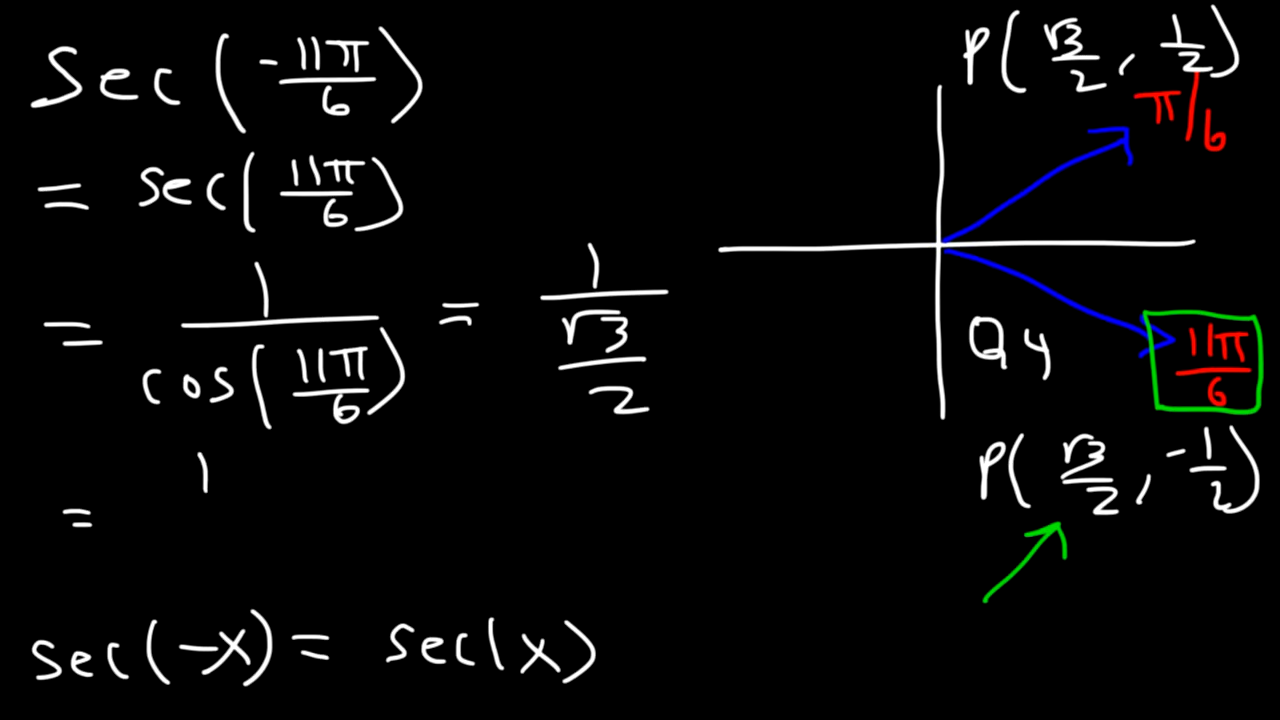 sec(-11π/6)
= sec(11π/6)
= 1/cos(11π/6) = 1/(√3/2)
= 1
sec(-x) = sec(x)
P(√3/2, 1/2)
π/6
Q4
11π/6
P(√3/2, -1/2)